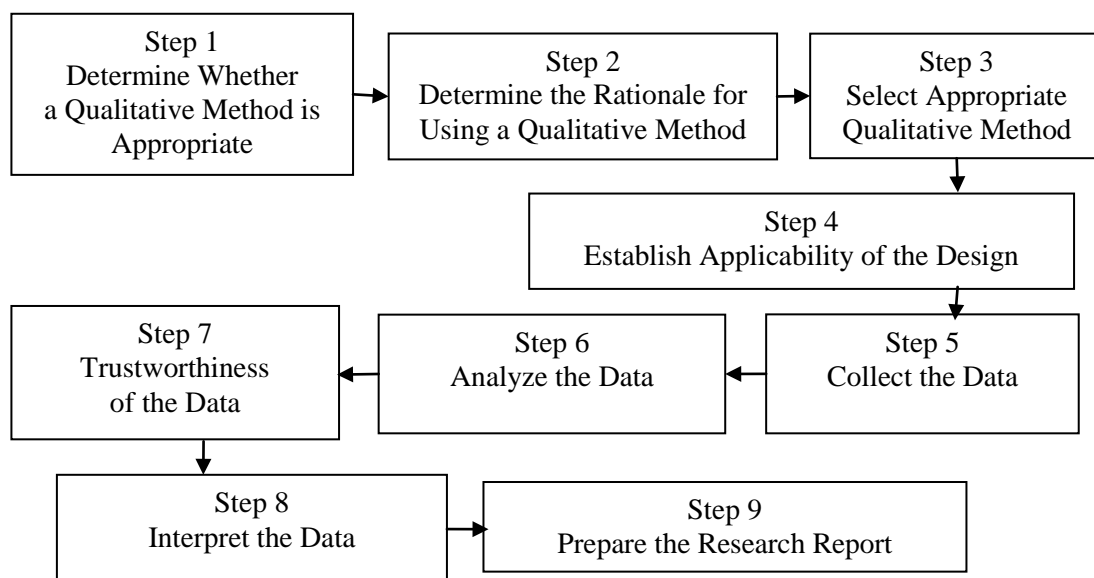 Step 1
Determine Whether
a Qualitative Method is
Appropriate
Step 2
Determine the Rationale for
Using a Qualitative Method
Step 3
Select Appropriate
Qualitative Method
Step 4
Establish Applicability of the Design
Step 5
Collect the Data
Step 6
Analyze the Data
Step 7
Trustworthiness
of the Data
Step 8
Interpret the Data
Step 9
Prepare the Research Report